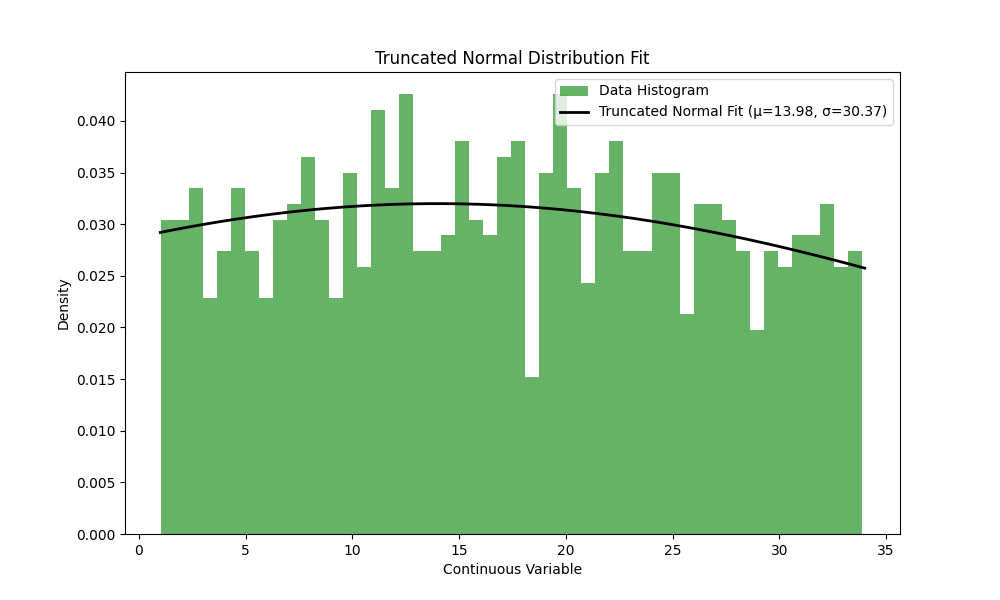 Truncated Normal Distribution Fit
Data Histogram
Truncated Normal Fit (μ=13.98, σ=30.37)
Density
0.040
0.035
0.030
0.025
0.020
0.015
0.010
0.005
0.000
0 5 10 15 20 25 30 35
Continuous Variable